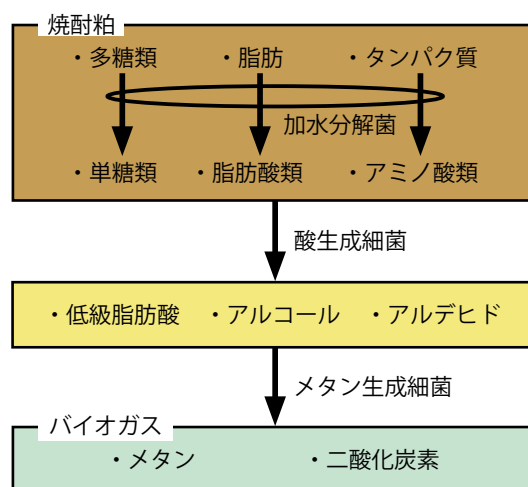 焼酎粕
・多糖類 ・脂肪 ・タンパク質
加水分解菌
・単糖類 ・脂肪酸類 ・アミノ酸類
酸生成細菌
・低級脂肪酸 ・アルコール ・アルデヒド
メタン生成細菌
バイオガス
・メタン ・二酸化炭素